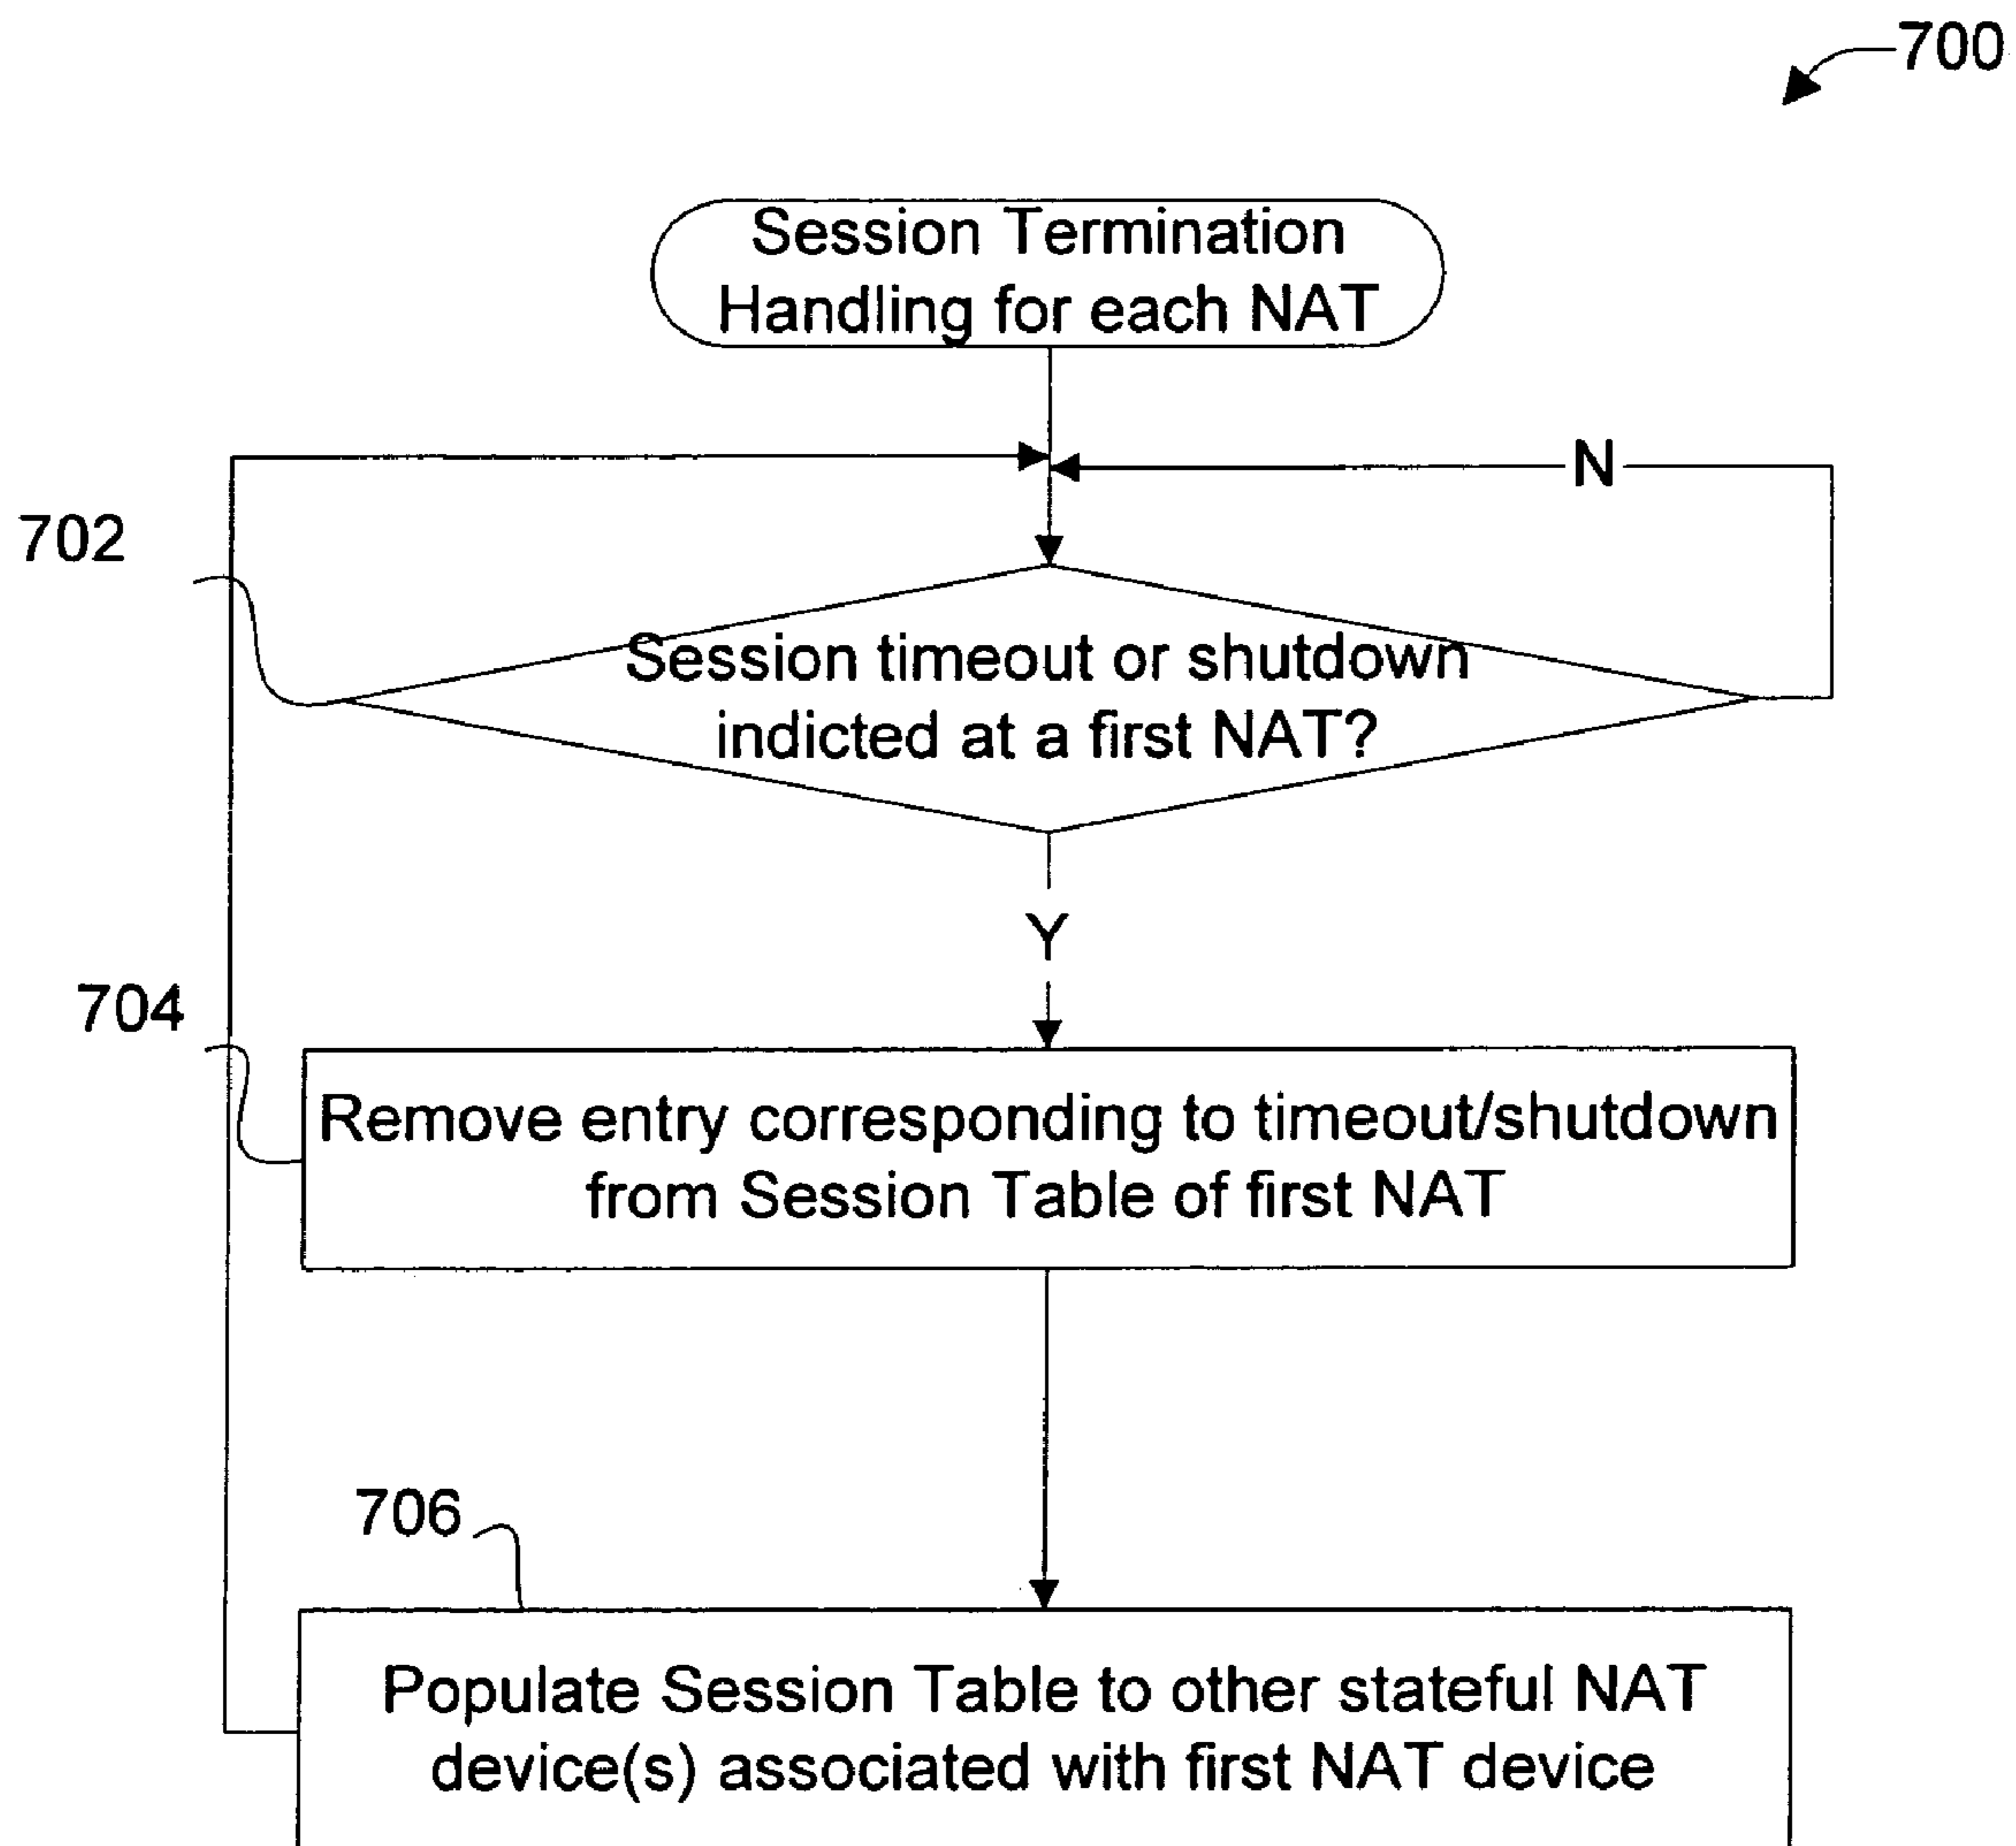 700
Session Termination
Handling for each NAT
N
702
Session timeout or shutdown
indicted at a first NAT?
Y
704
Remove entry corresponding to timeout/shutdown
from Session Table of first NAT
706
Populate Session Table to other stateful NAT
device(s) associated with first NAT device